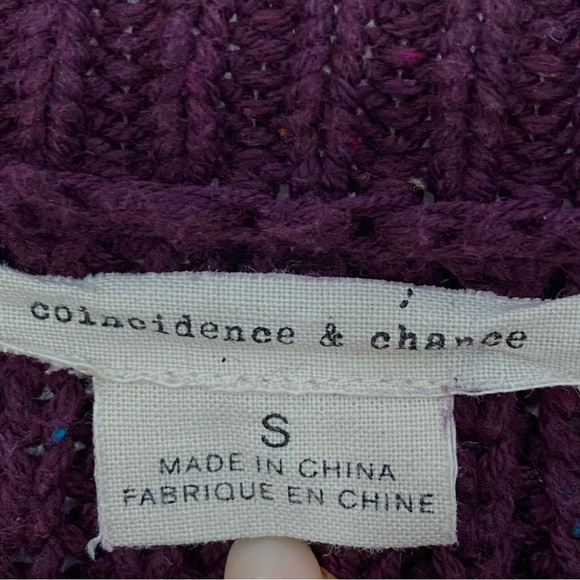 coincidence & chance
S
MADE IN CHINA
FABRIQUE EN CHINE